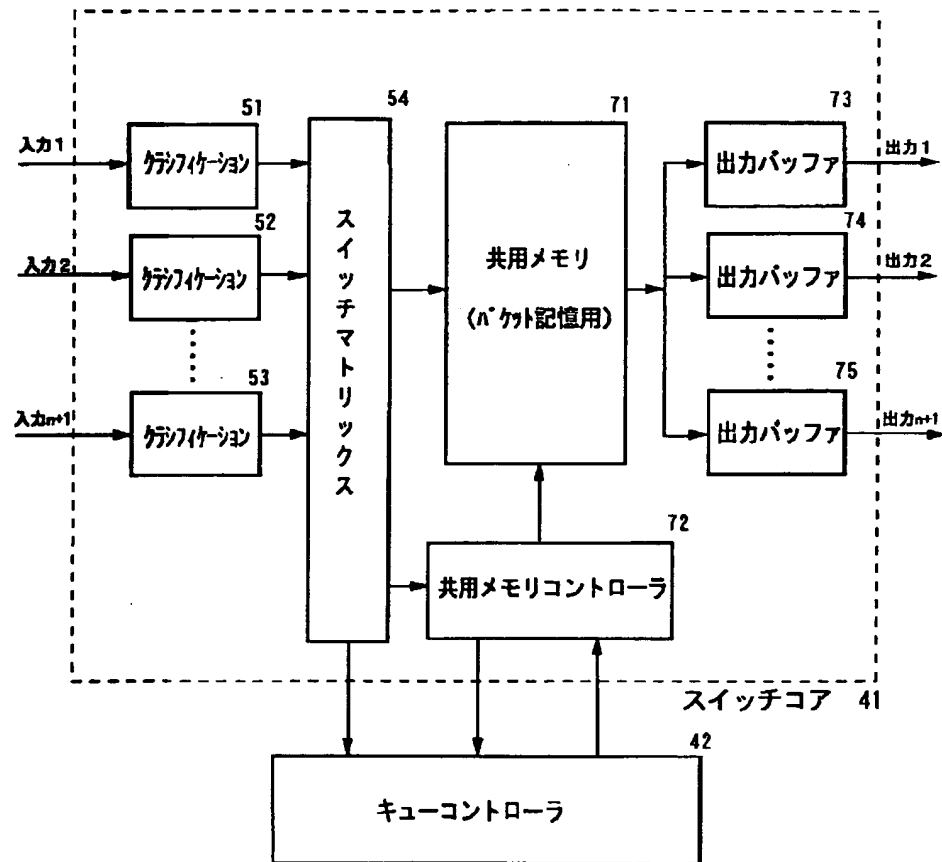 入力1
51
クラシフィケーション
入力2
52
クラシフィケーション
入力n+1
53
クラシフィケーション
54
スイッチマトリックス
71
共用メモリ
(パケット記憶用)
72
共用メモリコントローラ
73
出力バッファ
出力1
74
出力バッファ
出力2
75
出力バッファ
出力n+1
スイッチコア 41
42
キューコントローラ